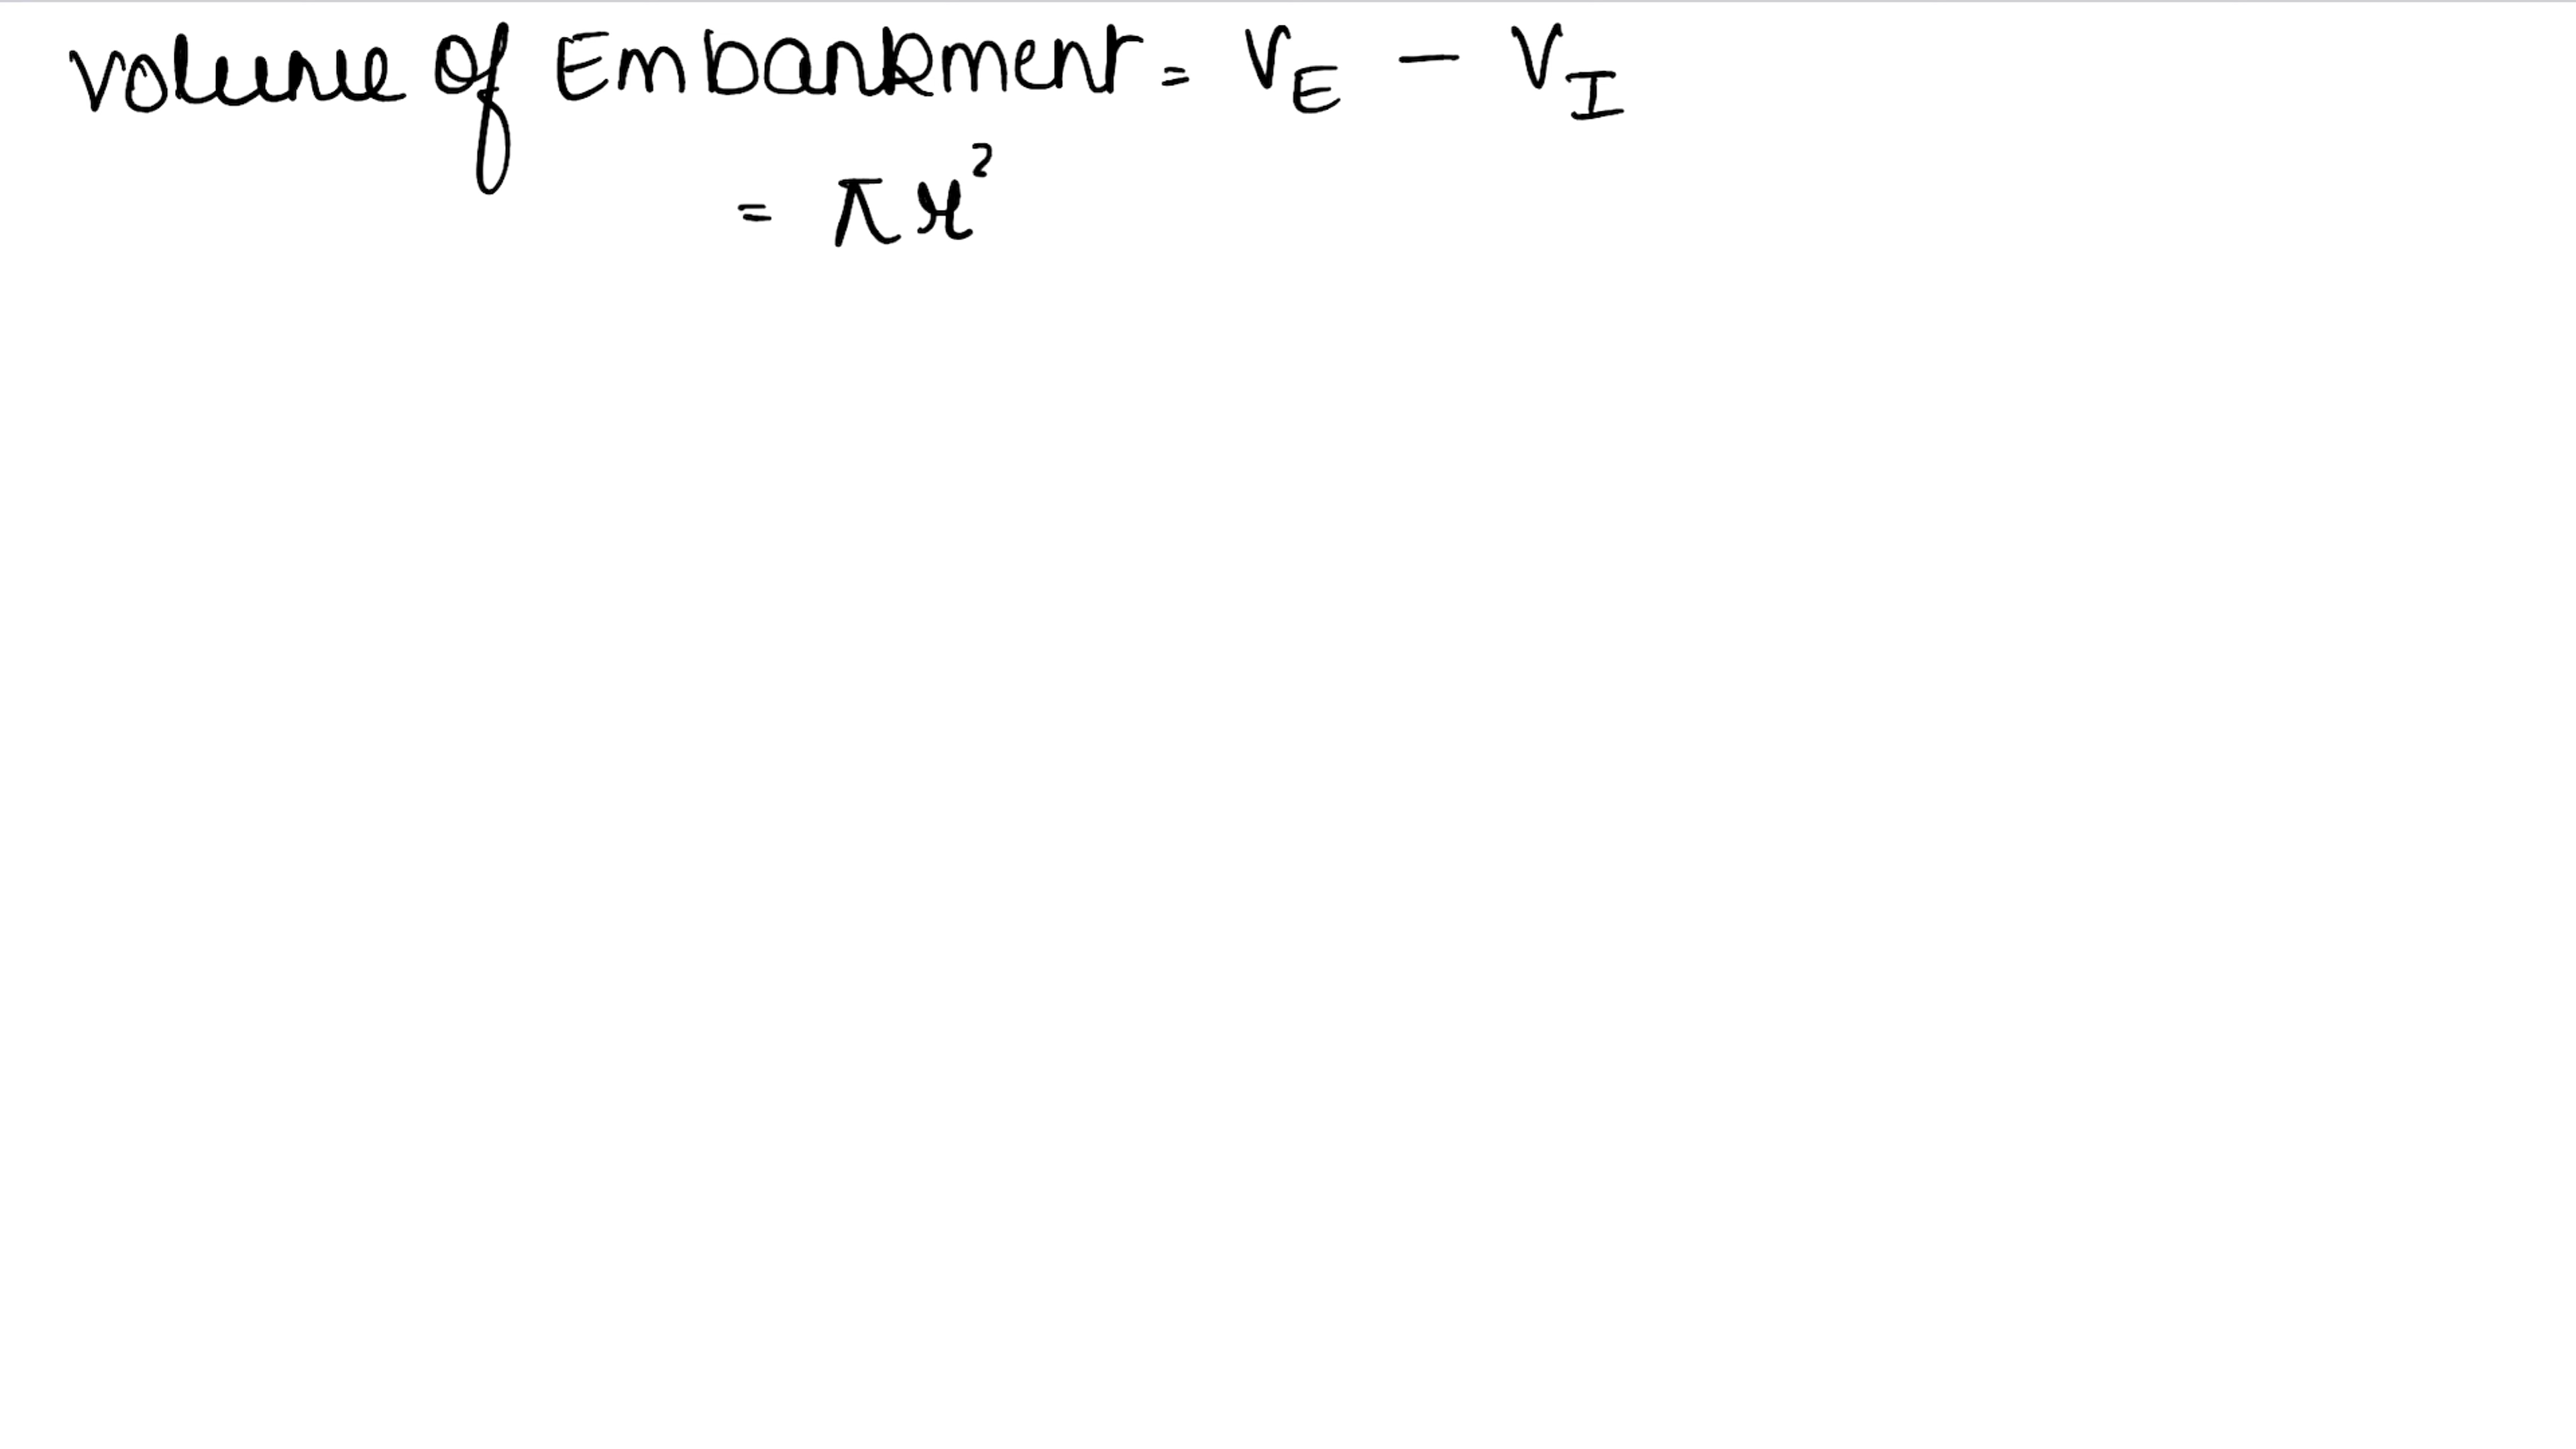 Volume of Embankment = V_E - V_I
= πr²